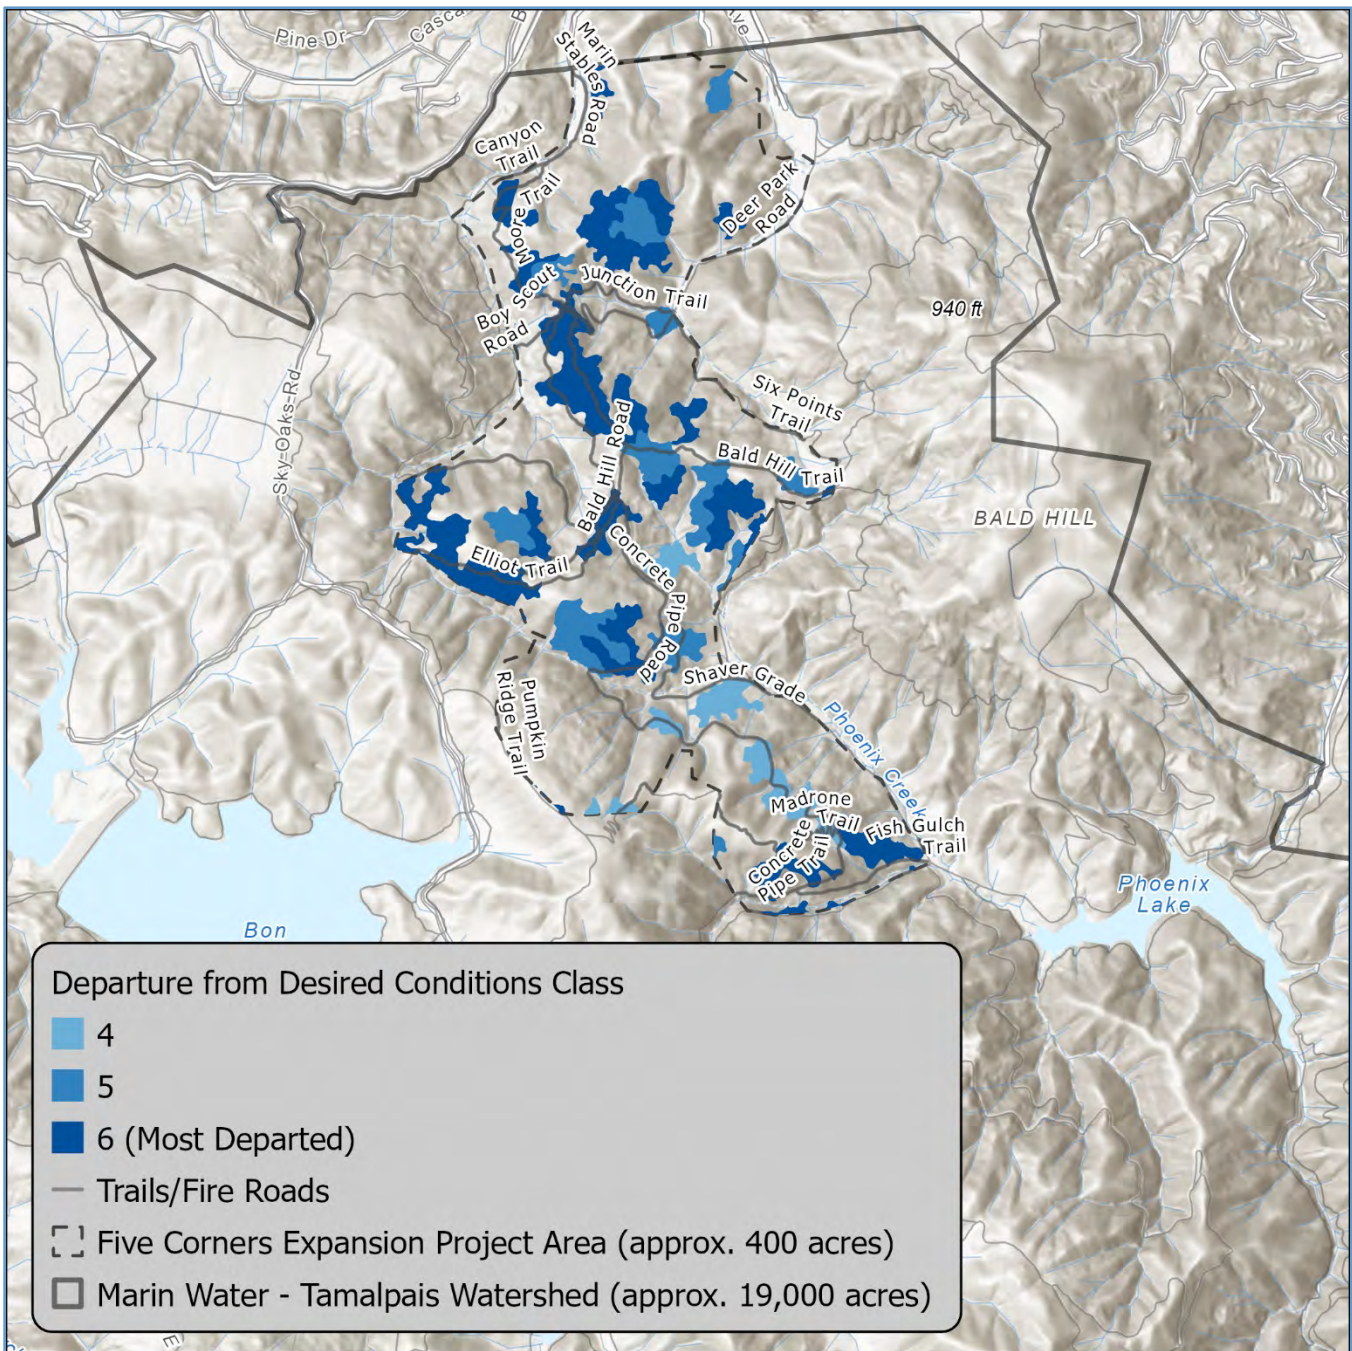 Pine Dr
Casca
B
Ave
Marin
Stables Road
Canyon
Trail
Moore Trail
Deer Park
Road
Boy Scout
Road
Junction Trail
940 ft
Six Points
Trail
Sky Oaks Rd
Bald Hill Road
Bald Hill Trail
BALD HILL
Elliot Trail
Concrete Pipe Road
Shaver Grade
Pumpkin
Ridge Trail
Phoenix Creek
Madrone
Trail
Fish Gulch
Trail
Concrete
Pipe Trail
Phoenix
Lake
Bon
Departure from Desired Conditions Class
4
5
6 (Most Departed)
Trails/Fire Roads
Five Corners Expansion Project Area (approx. 400 acres)
Marin Water - Tamalpais Watershed (approx. 19,000 acres)